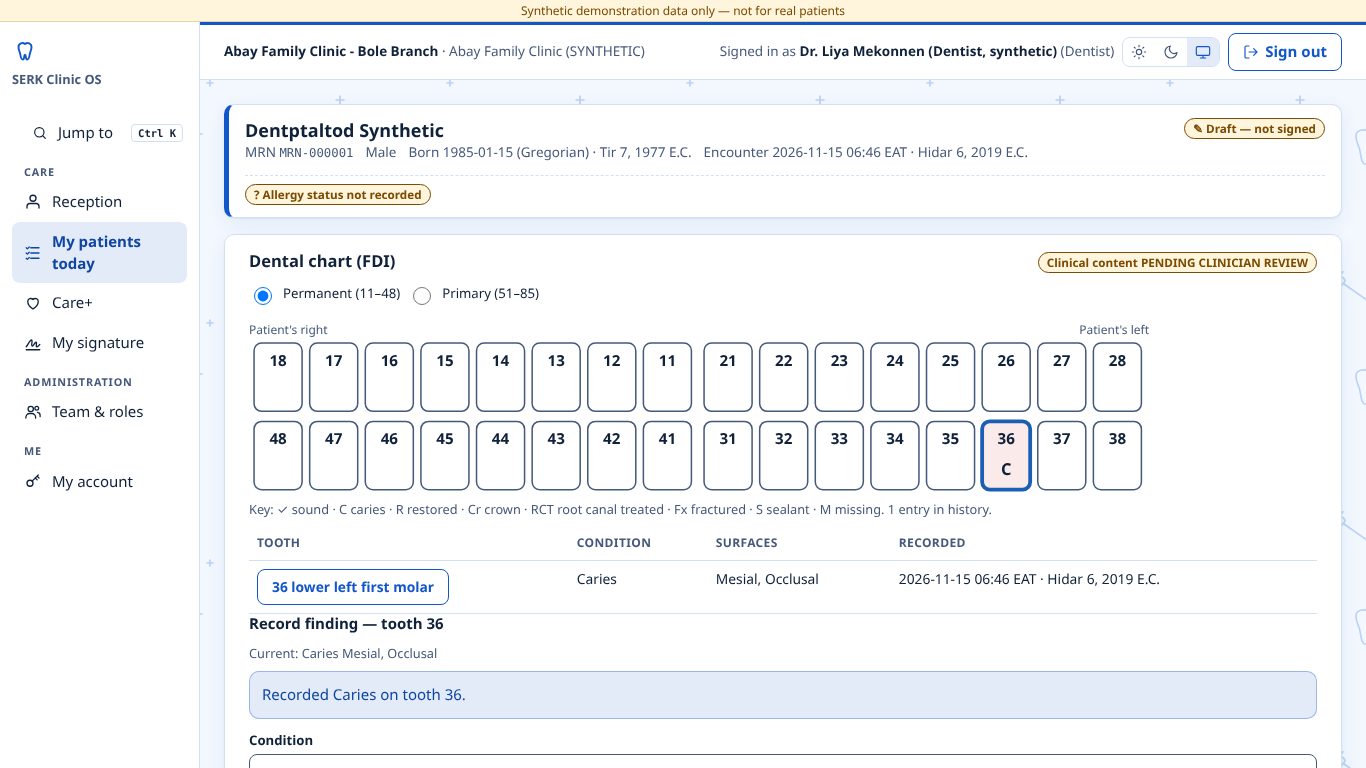 Synthetic demonstration data only — not for real patients
SERK Clinic OS
Abay Family Clinic - Bole Branch · Abay Family Clinic (SYNTHETIC)
Signed in as Dr. Liya Mekonnen (Dentist, synthetic) (Dentist)
Sign out
Jump to Ctrl K
CARE
Reception
My patients
today
Care+
My signature
ADMINISTRATION
Team & roles
ME
My account
Dentptaltod Synthetic
✎ Draft — not signed
MRN MRN-000001 Male Born 1985-01-15 (Gregorian) · Tir 7, 1977 E.C. Encounter 2026-11-15 06:46 EAT · Hidar 6, 2019 E.C.
? Allergy status not recorded
Dental chart (FDI)
Clinical content PENDING CLINICIAN REVIEW
Permanent (11–48) Primary (51–85)
Patient's right Patient's left
18 17 16 15 14 13 12 11 21 22 23 24 25 26 27 28
48 47 46 45 44 43 42 41 31 32 33 34 35 36 37 38
C
Key: ✓ sound · C caries · R restored · Cr crown · RCT root canal treated · Fx fractured · S sealant · M missing. 1 entry in history.
TOOTH CONDITION SURFACES RECORDED
36 lower left first molar Caries Mesial, Occlusal 2026-11-15 06:46 EAT · Hidar 6, 2019 E.C.
Record finding — tooth 36
Current: Caries Mesial, Occlusal
Recorded Caries on tooth 36.
Condition